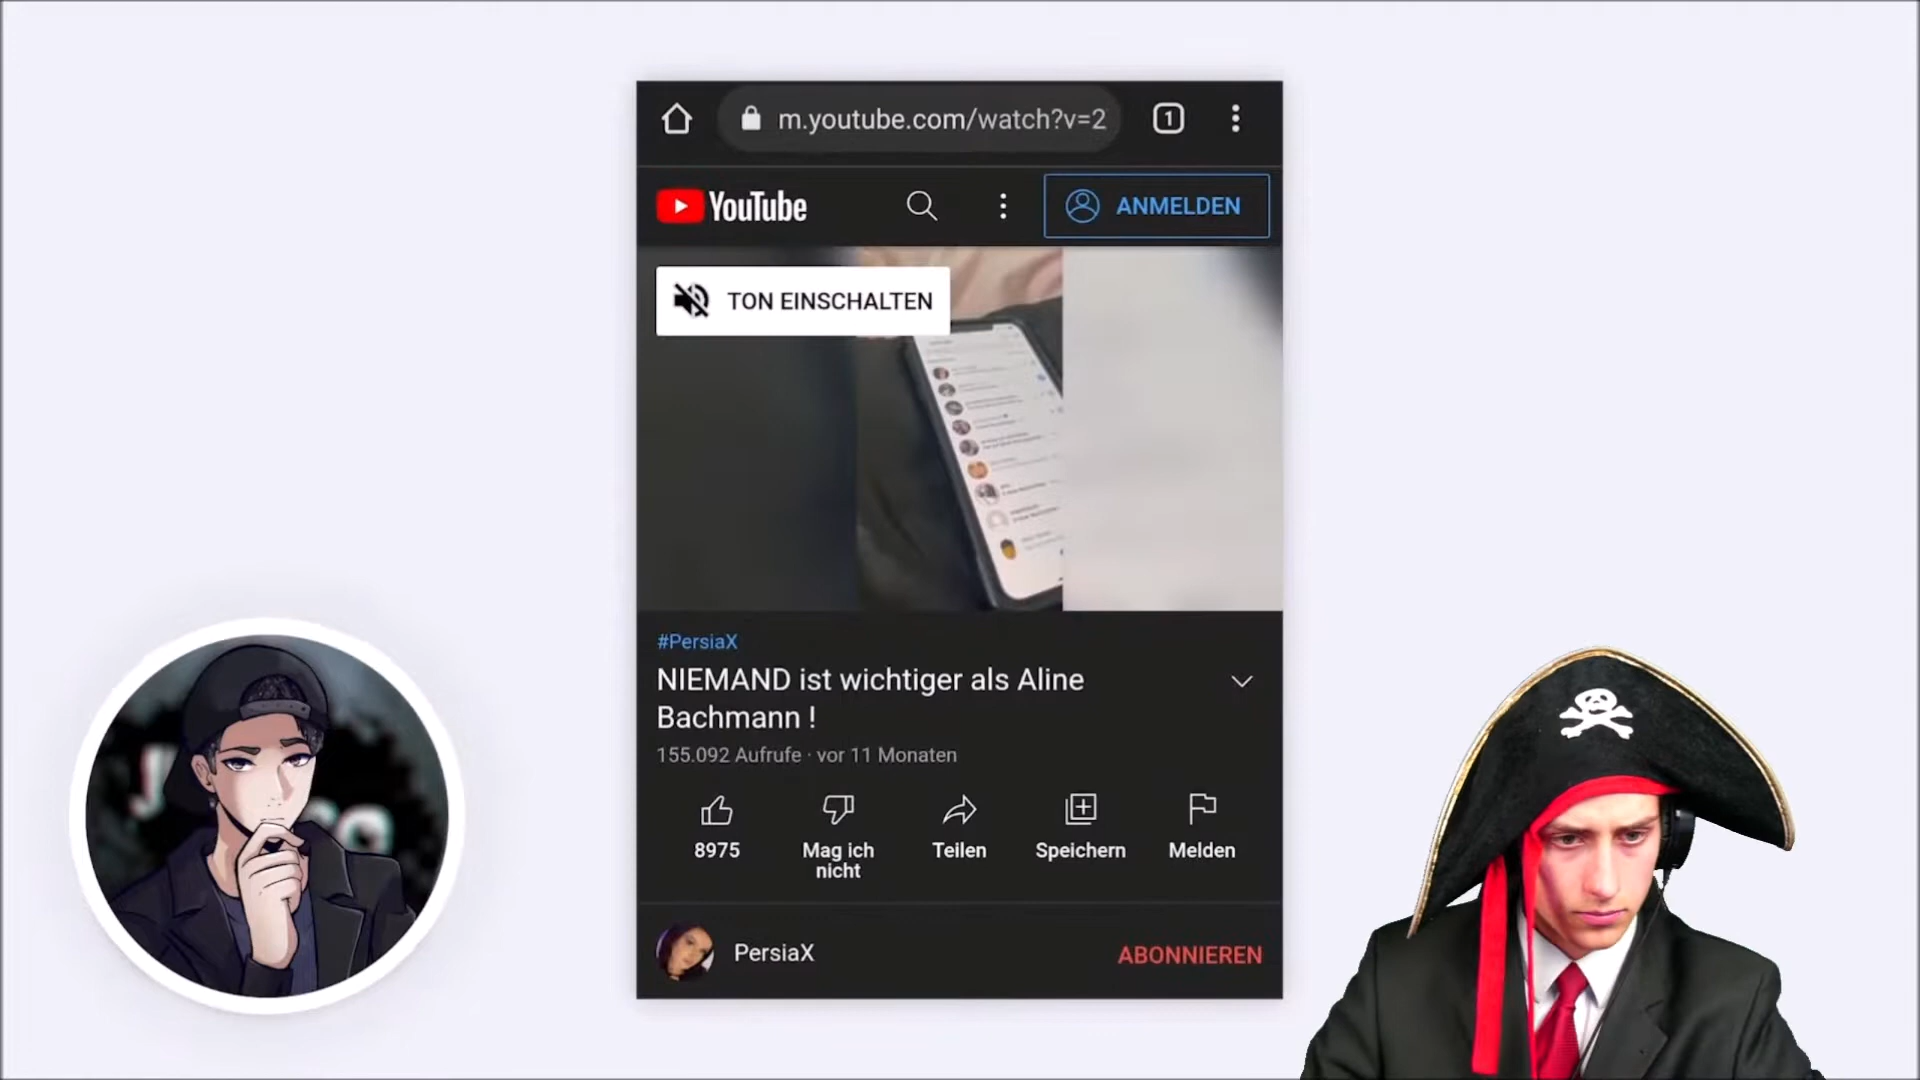 m.youtube.com/watch?v=2
1
YouTube
ANMELDEN
TON EINSCHALTEN
#PersiaX
NIEMAND ist wichtiger als Aline
Bachmann !
155.092 Aufrufe · vor 11 Monaten
8975
Mag ich
nicht
Teilen
Speichern
Melden
PersiaX
ABONNIEREN